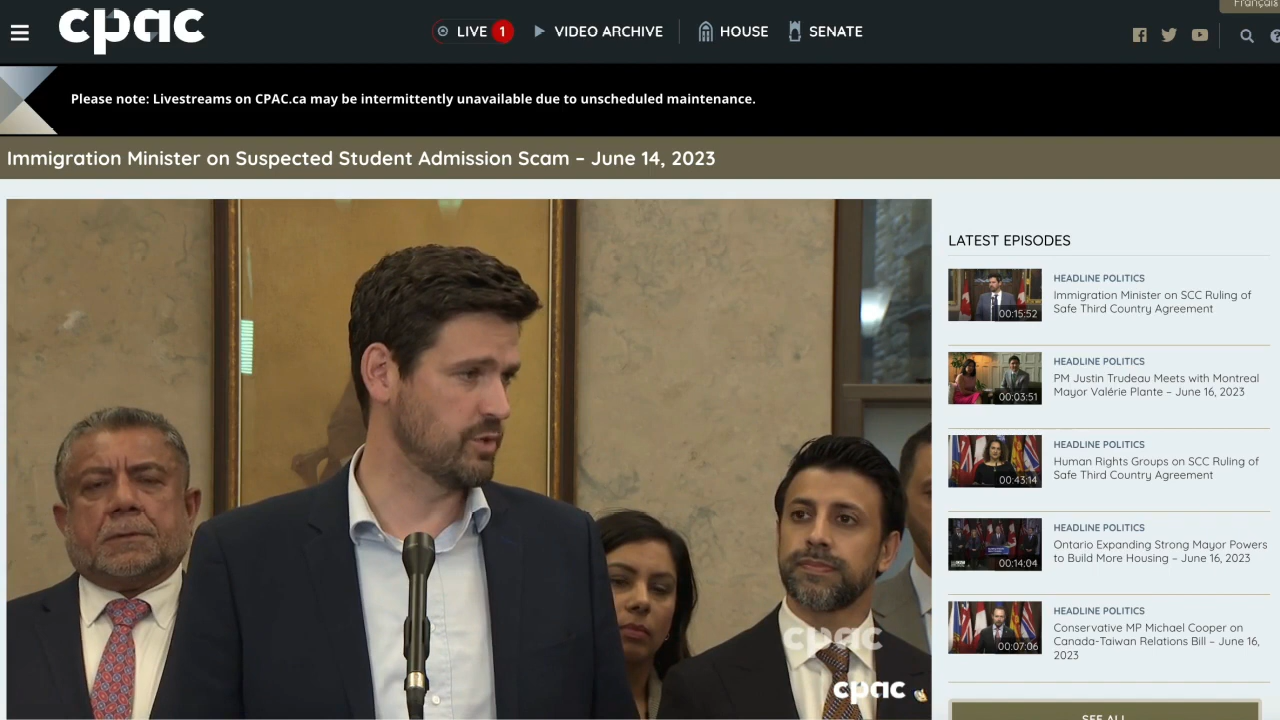 Français
cpac
LIVE 1
VIDEO ARCHIVE
HOUSE
SENATE
Please note: Livestreams on CPAC.ca may be intermittently unavailable due to unscheduled maintenance.
Immigration Minister on Suspected Student Admission Scam – June 14, 2023
cpac
cpac
LATEST EPISODES
00:15:52
HEADLINE POLITICS
Immigration Minister on SCC Ruling of
Safe Third Country Agreement
00:03:51
HEADLINE POLITICS
PM Justin Trudeau Meets with Montreal
Mayor Valérie Plante – June 16, 2023
00:43:14
HEADLINE POLITICS
Human Rights Groups on SCC Ruling of
Safe Third Country Agreement
00:14:04
HEADLINE POLITICS
Ontario Expanding Strong Mayor Powers
to Build More Housing – June 16, 2023
00:07:06
HEADLINE POLITICS
Conservative MP Michael Cooper on
Canada-Taiwan Relations Bill – June 16,
2023
SEE ALL